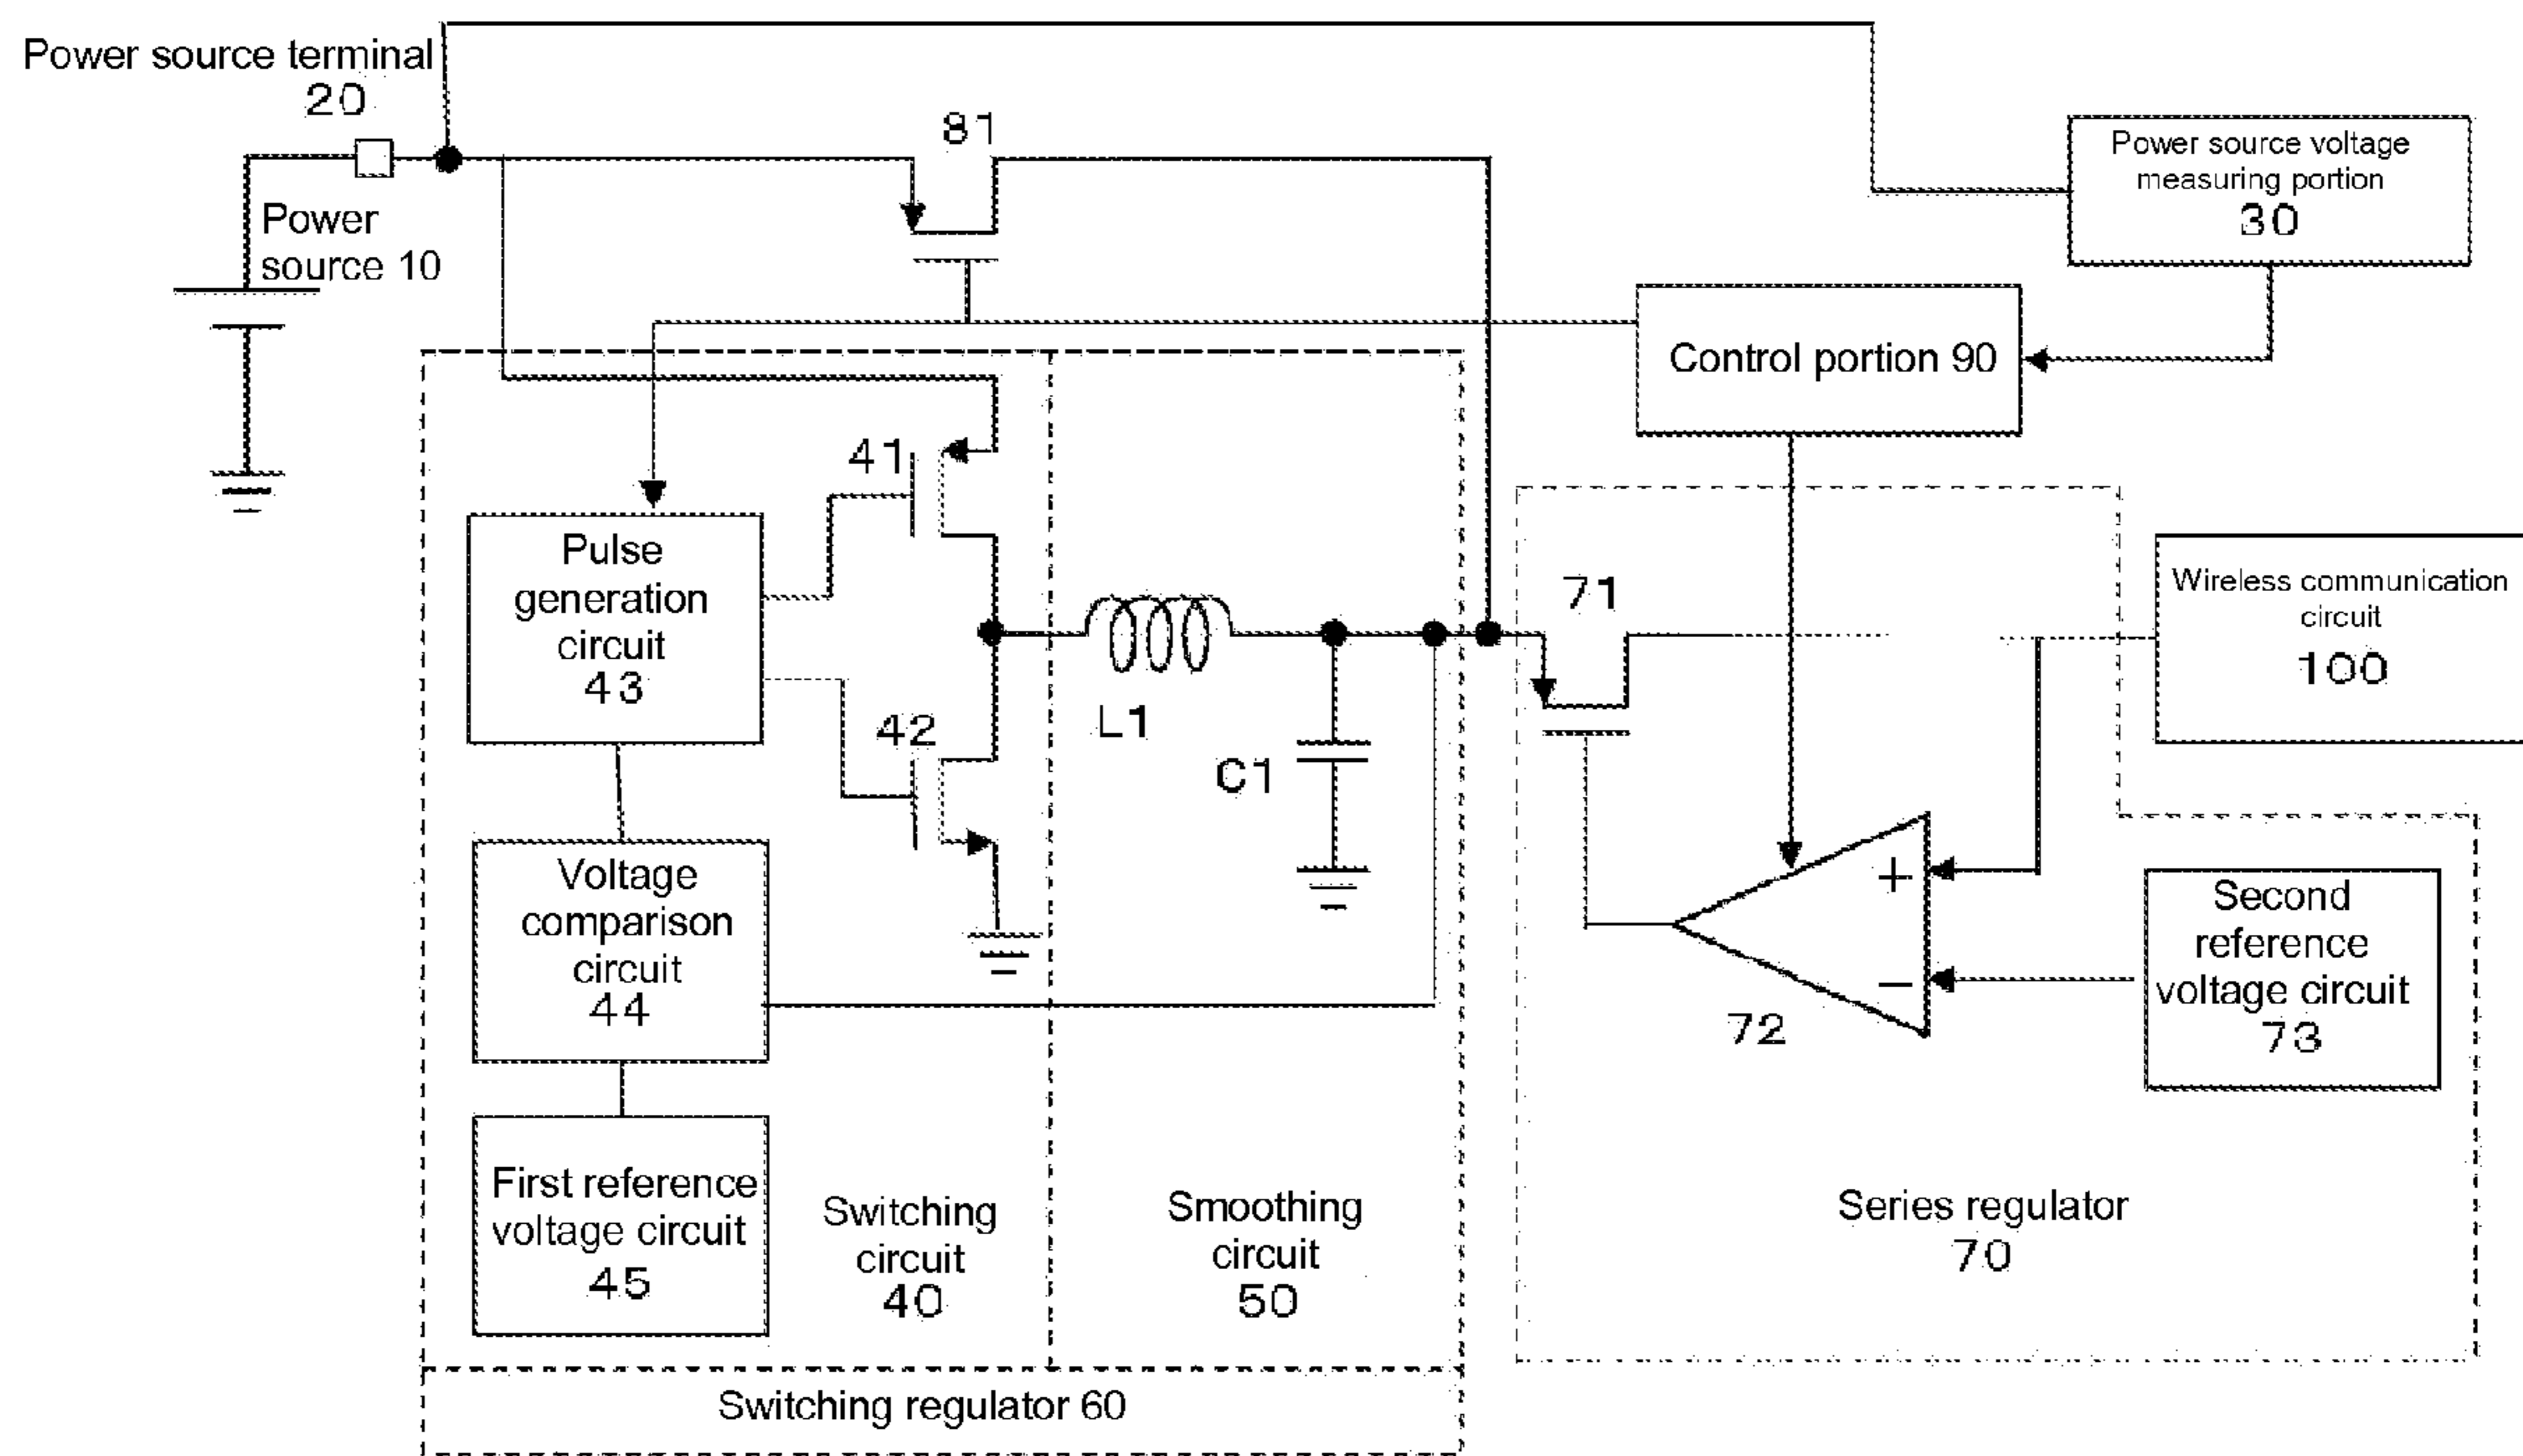 Power source terminal
20
81
Power source voltage
measuring portion
30
Power
source 10
Control portion 90
41
Pulse
generation
circuit
43
71
Wireless communication
circuit
100
42
L1
C1
Voltage
comparison
circuit
44
+
−
72
Second
reference
voltage circuit
73
First reference
voltage circuit
45
Switching
circuit
40
Smoothing
circuit
50
Series regulator
70
Switching regulator 60